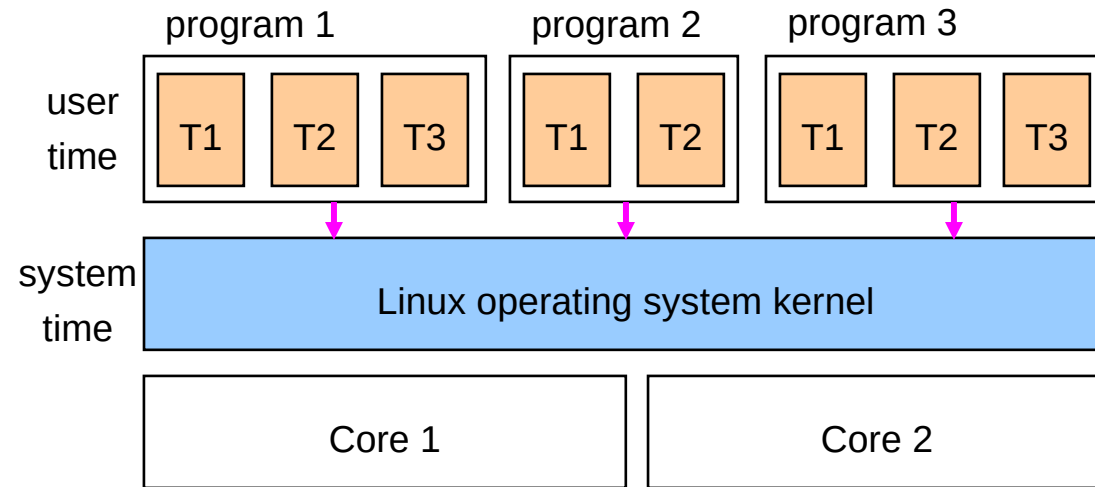 program 1
program 2
program 3
user
time
T1
T2
T3
T1
T2
T1
T2
T3
system
time
Linux operating system kernel
Core 1
Core 2